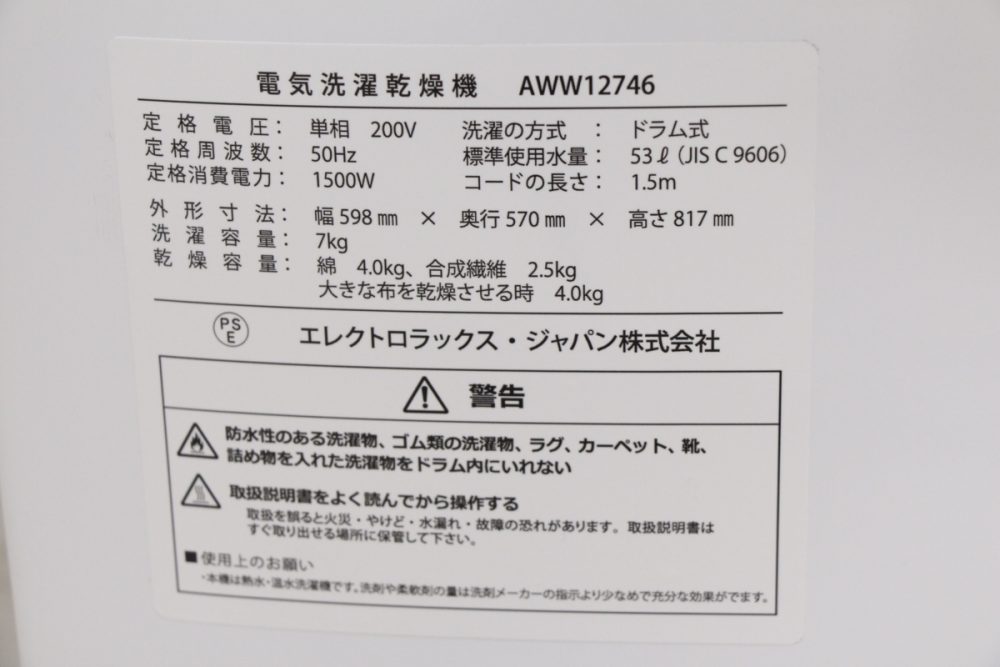 電気洗濯乾燥機 AWW12746
定格電圧： 単相 200V 洗濯の方式 ： ドラム式
定格周波数： 50Hz 標準使用水量： 53ℓ（JIS C 9606）
定格消費電力： 1500W コードの長さ： 1.5m
外形寸法： 幅 598 ㎜ × 奥行 570 ㎜ × 高さ 817 ㎜
洗濯容量： 7kg
乾燥容量： 綿 4.0kg、合成繊維 2.5kg
大きな布を乾燥させる時 4.0kg
PS
E
エレクトロラックス・ジャパン株式会社
警告
防水性のある洗濯物、ゴム類の洗濯物、ラグ、カーペット、靴、
詰め物を入れた洗濯物をドラム内にいれない
取扱説明書をよく読んでから操作する
取扱を誤ると火災・やけど・水漏れ・故障の恐れがあります。取扱説明書は
すぐ取り出せる場所に保管して下さい。
■使用上のお願い
・本機は熱水・温水洗濯機です。洗剤や柔軟剤の量は洗剤メーカーの指示より少なめで充分な効果がでます。